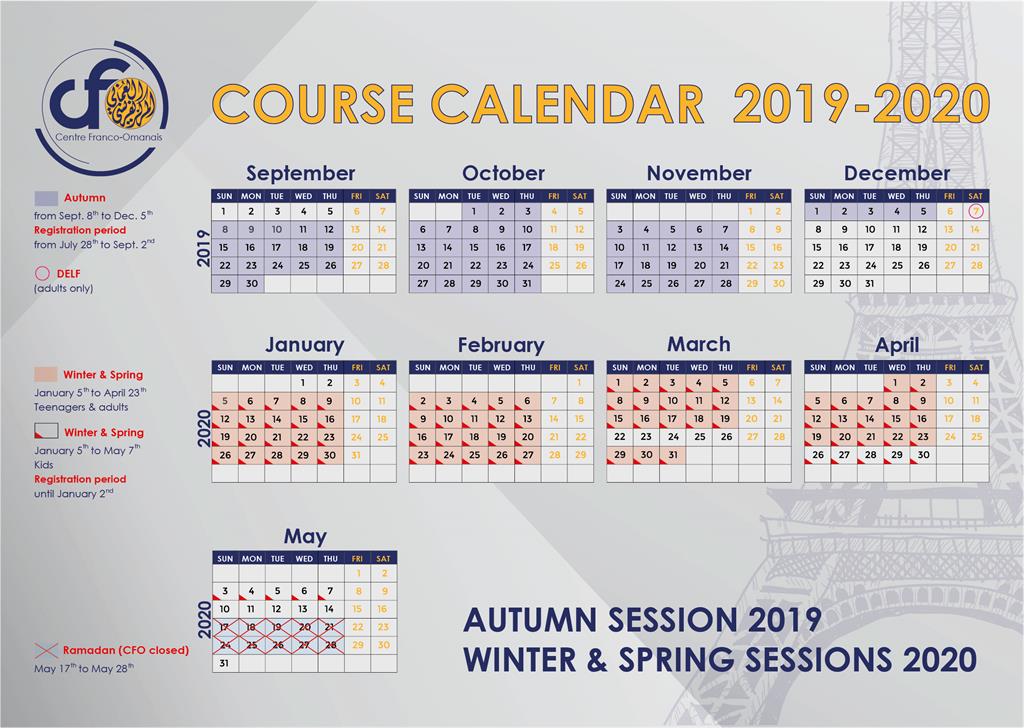 cfo
المركز العماني الفرنسي
Centre Franco-Omanais
COURSE CALENDAR 2019-2020
Autumn
from Sept. 8th to Dec. 5th
Registration period
from July 28th to Sept. 2nd
DELF
(adults only)
2019
September
SUN MON TUE WED THU FRI SAT
1 2 3 4 5 6 7
8 9 10 11 12 13 14
15 16 17 18 19 20 21
22 23 24 25 26 27 28
29 30
October
SUN MON TUE WED THU FRI SAT
1 2 3 4 5
6 7 8 9 10 11 12
13 14 15 16 17 18 19
20 21 22 23 24 25 26
27 28 29 30 31
November
SUN MON TUE WED THU FRI SAT
1 2
3 4 5 6 7 8 9
10 11 12 13 14 15 16
17 18 19 20 21 22 23
24 25 26 27 28 29 30
December
SUN MON TUE WED THU FRI SAT
1 2 3 4 5 6 7
8 9 10 11 12 13 14
15 16 17 18 19 20 21
22 23 24 25 26 27 28
29 30 31
Winter & Spring
January 5th to April 23th
Teenagers & adults
Winter & Spring
January 5th to May 7th
Kids
Registration period
until January 2nd
2020
January
SUN MON TUE WED THU FRI SAT
1 2 3 4
5 6 7 8 9 10 11
12 13 14 15 16 17 18
19 20 21 22 23 24 25
26 27 28 29 30 31
February
SUN MON TUE WED THU FRI SAT
1
2 3 4 5 6 7 8
9 10 11 12 13 14 15
16 17 18 19 20 21 22
23 24 25 26 27 28 29
March
SUN MON TUE WED THU FRI SAT
1 2 3 4 5 6 7
8 9 10 11 12 13 14
15 16 17 18 19 20 21
22 23 24 25 26 27 28
29 30 31
April
SUN MON TUE WED THU FRI SAT
1 2 3 4
5 6 7 8 9 10 11
12 13 14 15 16 17 18
19 20 21 22 23 24 25
26 27 28 29 30
Ramadan (CFO closed)
May 17th to May 28th
2020
May
SUN MON TUE WED THU FRI SAT
1 2
3 4 5 6 7 8 9
10 11 12 13 14 15 16
17 18 19 20 21 22 23
24 25 26 27 28 29 30
31
AUTUMN SESSION 2019
WINTER & SPRING SESSIONS 2020